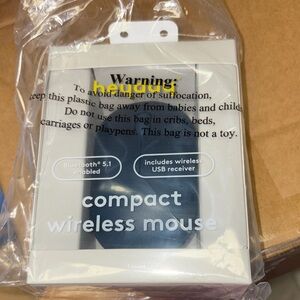 Warning:
heyday
To avoid danger of suffocation,
keep this plastic bag away from babies and child
Do not use this bag in cribs, beds,
carriages or playpens. This bag is not a toy.
Bluetooth® 5.1
enabled
includes wireless
USB receiver
compact
wireless mouse